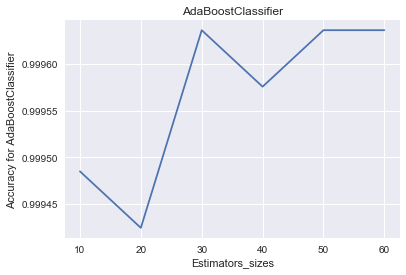 AdaBoostClassifier
Accuracy for AdaBoostClassifier
0.99960
0.99955
0.99950
0.99945
10 20 30 40 50 60
Estimators_sizes